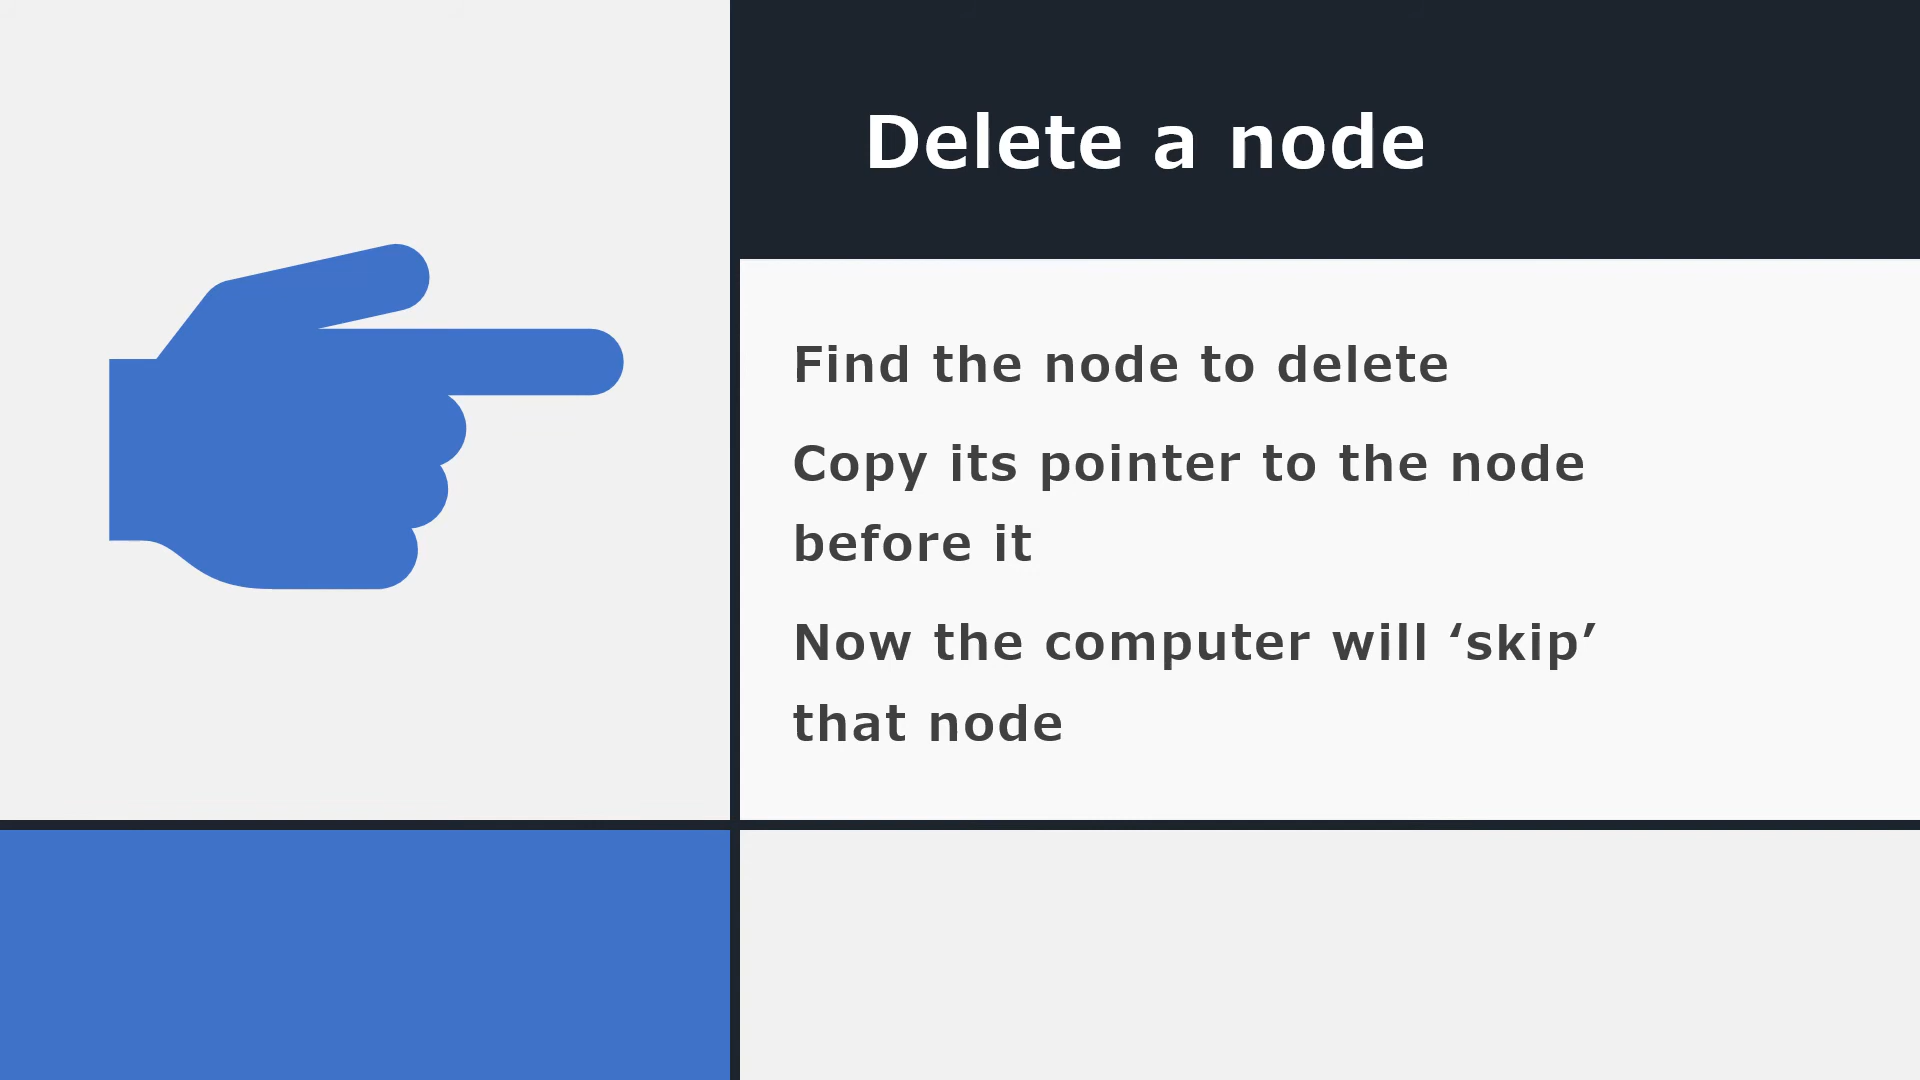 Delete a node
Find the node to delete
Copy its pointer to the node
before it
Now the computer will ‘skip’
that node